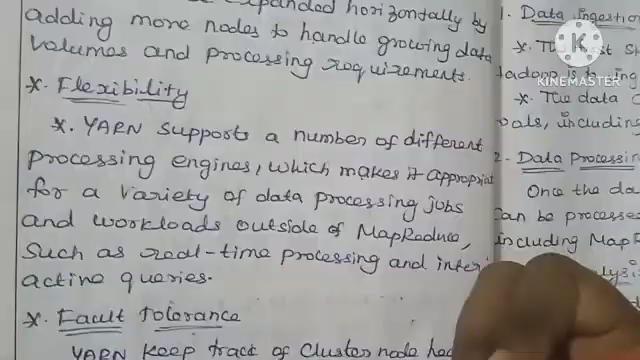 expanded horizontally by
adding more nodes to handle growing data
volumes and processing requirements.
*. Flexibility
*. YARN supports a number of different
processing engines, which makes it appropriat
for a variety of data processing jobs
and workloads outside of MapReduce,
such as real-time processing and inter
active queries.
*. Fault Tolerance
YARN keep track of cluster node
1. Data Ingestion
*. The
*. The data
including
2. Data Processin
Once the da
can be processe
including Map
KINEMASTER